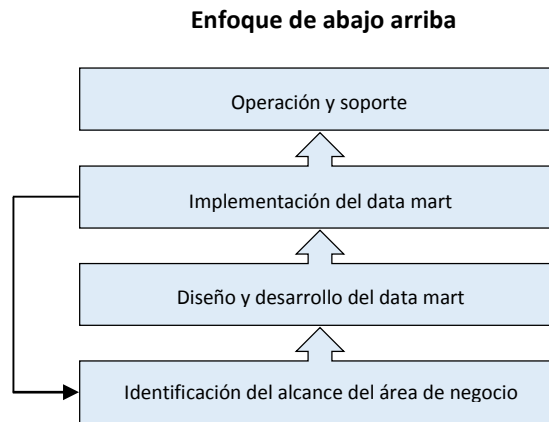 Enfoque de abajo arriba
Operación y soporte
Implementación del data mart
Diseño y desarrollo del data mart
Identificación del alcance del área de negocio